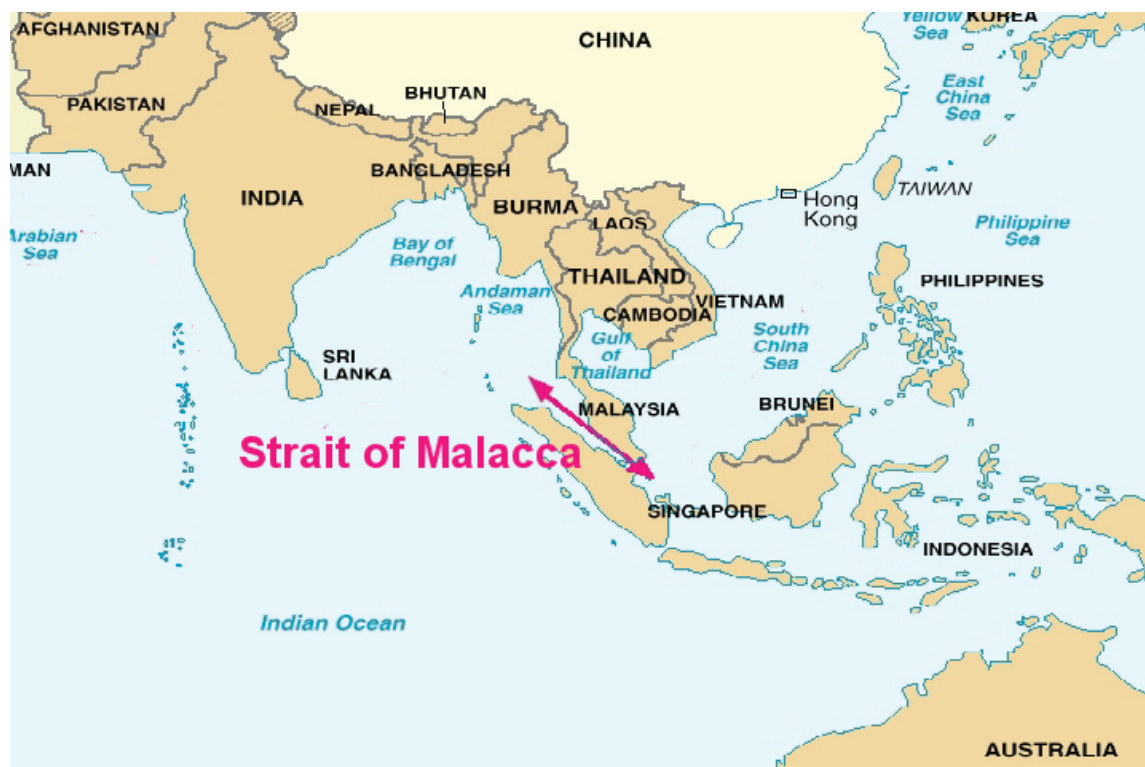 AFGHANISTAN
CHINA
Yellow
Sea
KOREA
PAKISTAN
NEPAL
BHUTAN
East
China
Sea
MAN
BANGLADESH
INDIA
BURMA
Hong
Kong
TAIWAN
LAOS
Arabian
Sea
Bay of
Bengal
Philippine
Sea
THAILAND
PHILIPPINES
Andaman
Sea
VIETNAM
CAMBODIA
South
China
Sea
Gulf
of
Thailand
SRI
LANKA
MALAYSIA
BRUNEI
Strait of Malacca
SINGAPORE
INDONESIA
Indian Ocean
AUSTRALIA